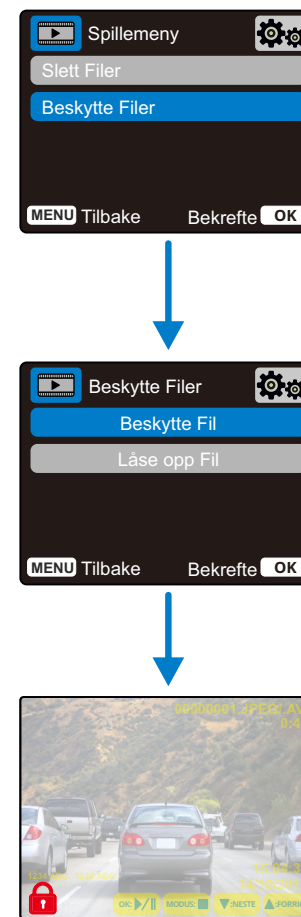 Spillemeny
Slett Filer
Beskytte Filer
MENU Tilbake Bekrefte OK
Beskytte Filer
Beskytte Fil
Låse opp Fil
MENU Tilbake Bekrefte OK
OK: MODUS: :NESTE